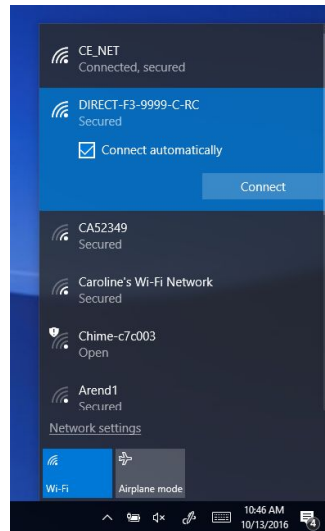 CE_NET
Connected, secured
DIRECT-F3-9999-C-RC
Secured
Connect automatically
Connect
CA52349
Secured
Caroline's Wi-Fi Network
Secured
Chime-c7c003
Open
Arend1
Secured
Network settings
Wi-Fi
Airplane mode
10:46 AM
10/13/2016
4